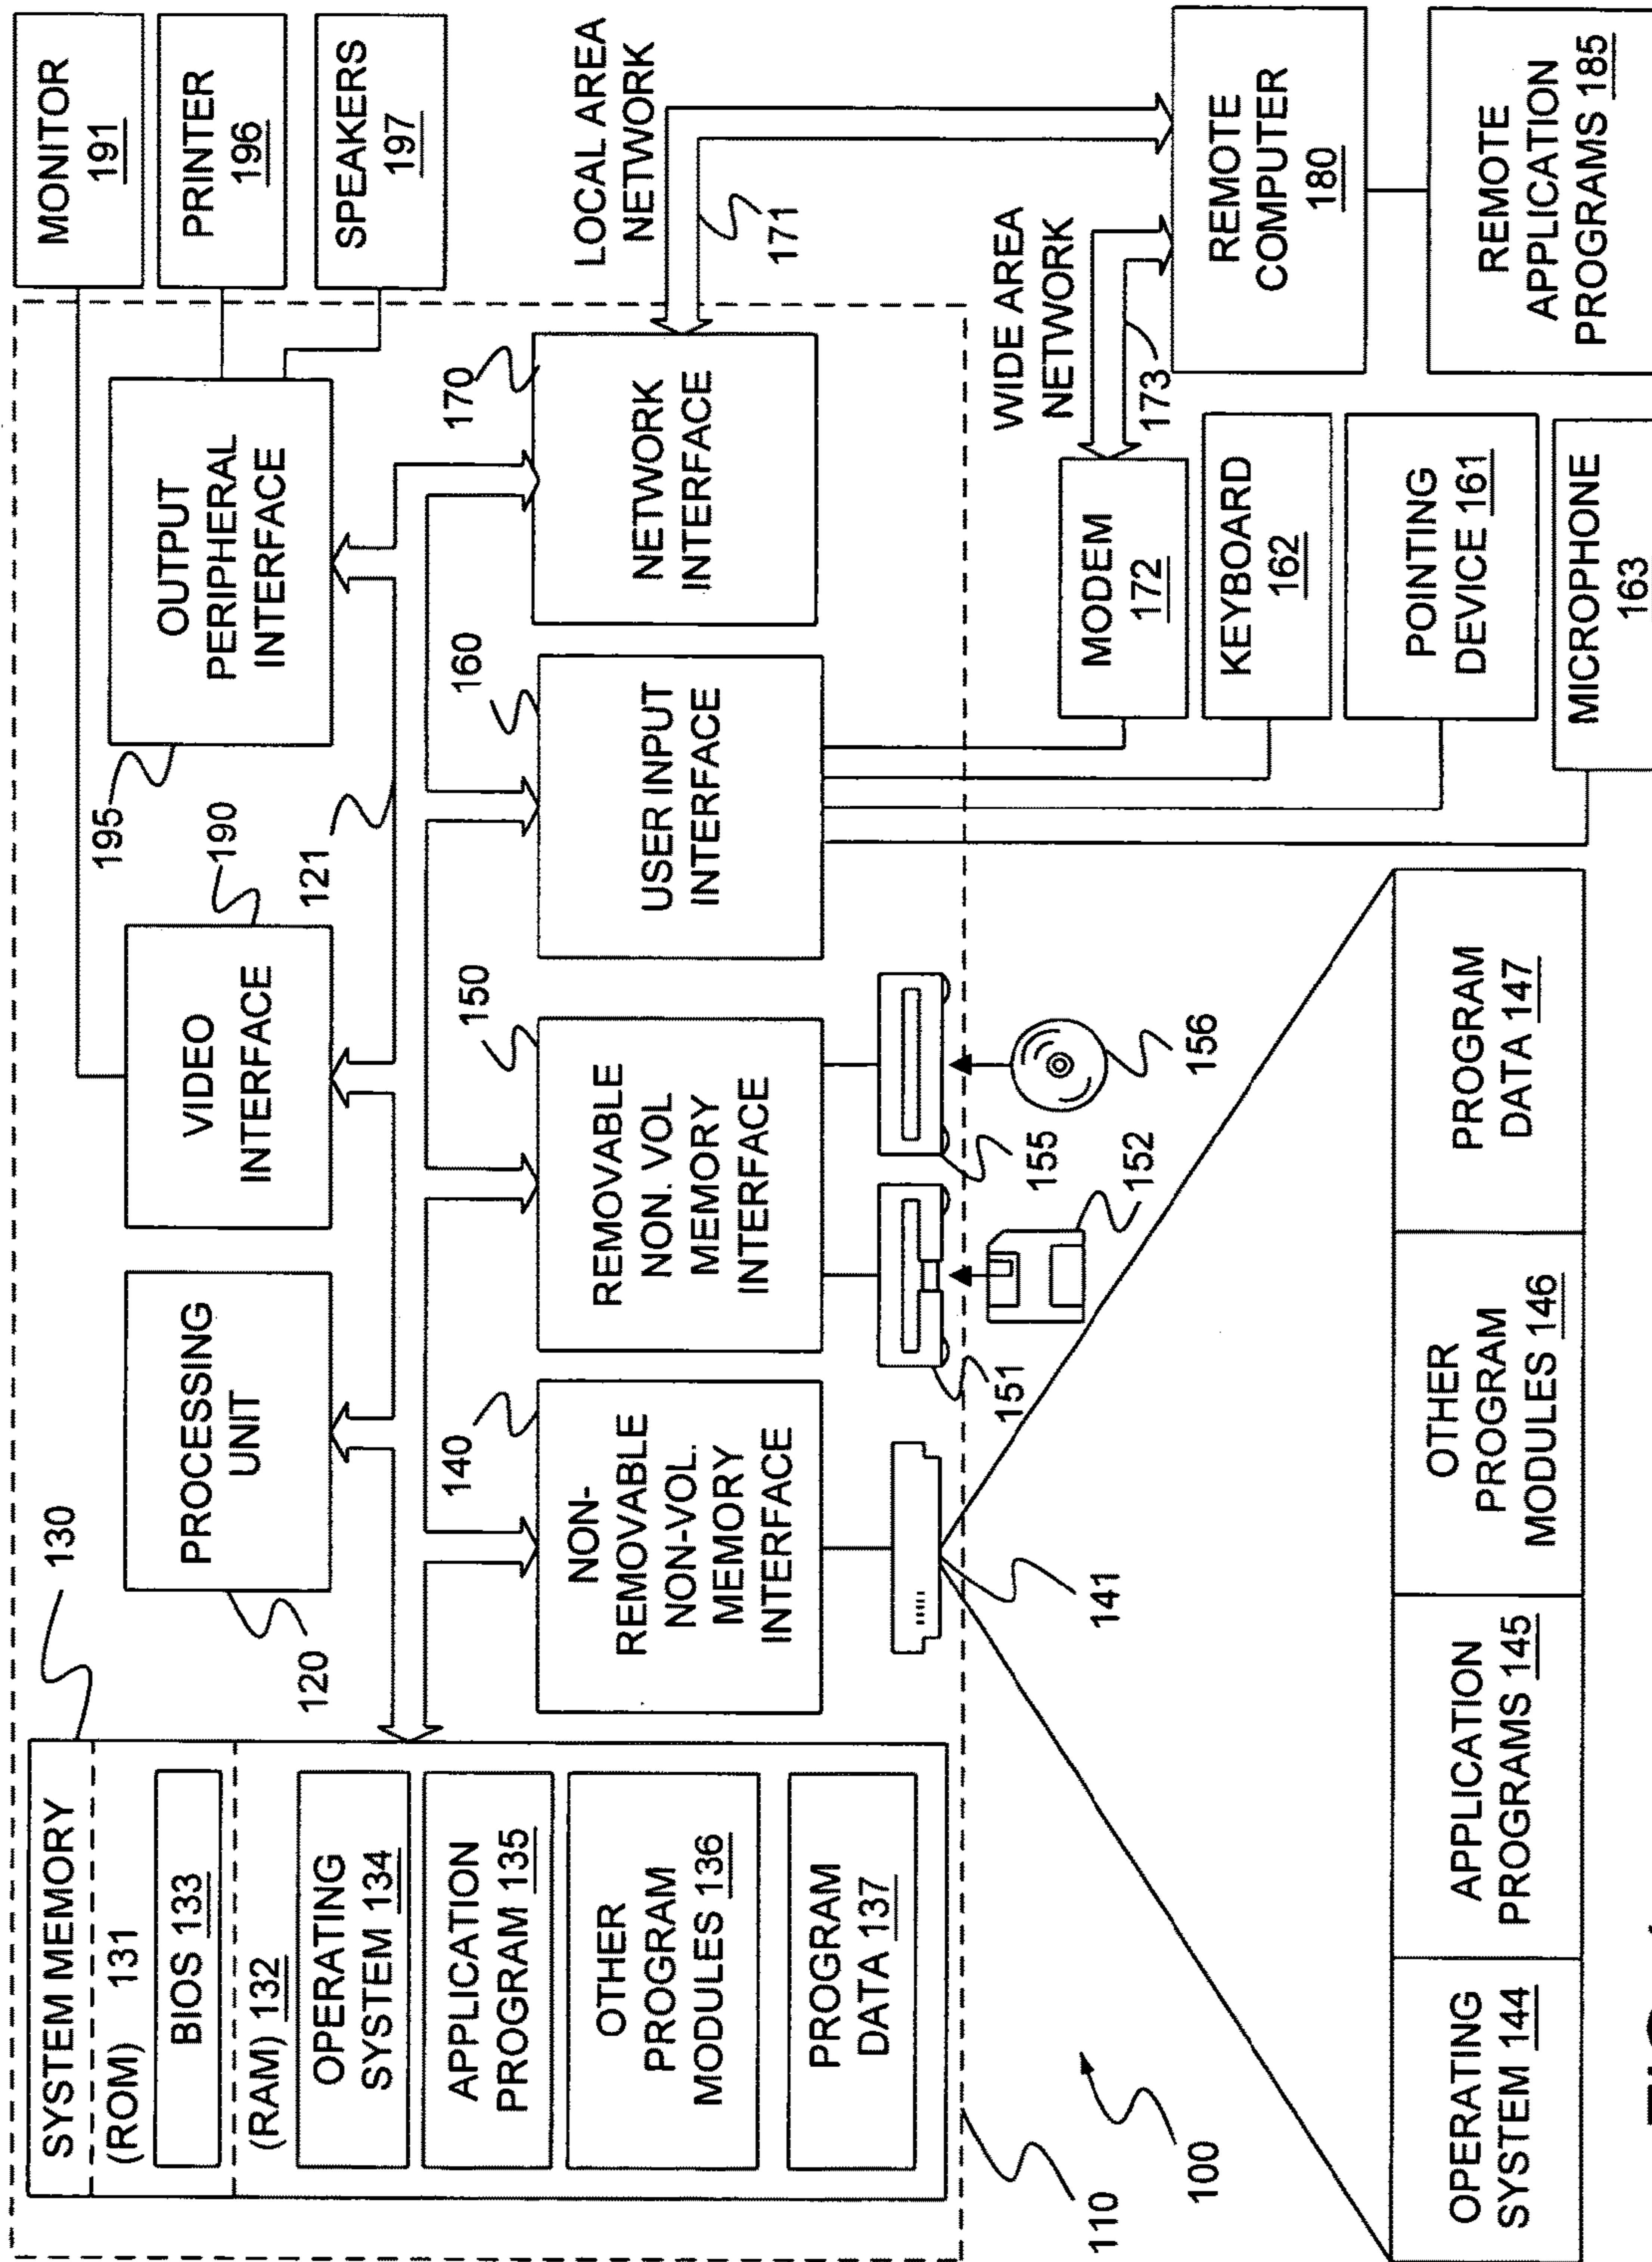 SYSTEM MEMORY
(ROM) 131
BIOS 133
(RAM) 132
OPERATING
SYSTEM 134
APPLICATION
PROGRAM 135
OTHER
PROGRAM
MODULES 136
PROGRAM
DATA 137
130
120
PROCESSING
UNIT
VIDEO
INTERFACE
190
121
195
OUTPUT
PERIPHERAL
INTERFACE
MONITOR
191
PRINTER
196
SPEAKERS
197
140
NON-
REMOVABLE
NON-VOL.
MEMORY
INTERFACE
150
REMOVABLE
NON. VOL
MEMORY
INTERFACE
160
USER INPUT
INTERFACE
170
NETWORK
INTERFACE
LOCAL AREA
NETWORK
171
141
151
152
155
156
WIDE AREA
NETWORK
173
MODEM
172
KEYBOARD
162
POINTING
DEVICE 161
MICROPHONE
163
REMOTE
COMPUTER
180
REMOTE
APPLICATION
PROGRAMS 185
110
100
OPERATING
SYSTEM 144
APPLICATION
PROGRAMS 145
OTHER
PROGRAM
MODULES 146
PROGRAM
DATA 147